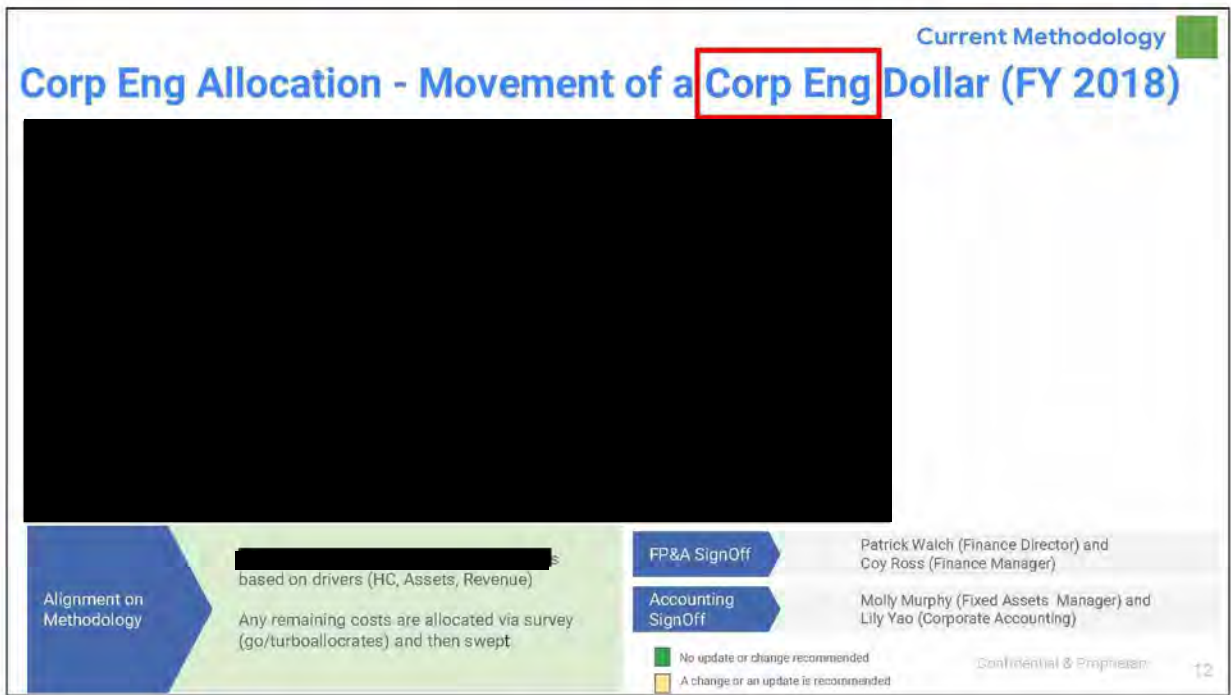 Current Methodology
Corp Eng Allocation - Movement of a Corp Eng Dollar (FY 2018)
Alignment on
Methodology
s
based on drivers (HC, Assets, Revenue)
Any remaining costs are allocated via survey
(go/turboallocrates) and then swept
FP&A SignOff
Patrick Walch (Finance Director) and
Coy Ross (Finance Manager)
Accounting
SignOff
Molly Murphy (Fixed Assets Manager) and
Lily Yao (Corporate Accounting)
No update or change recommended
A change or an update is recommended
Confidential & Proprietary
12